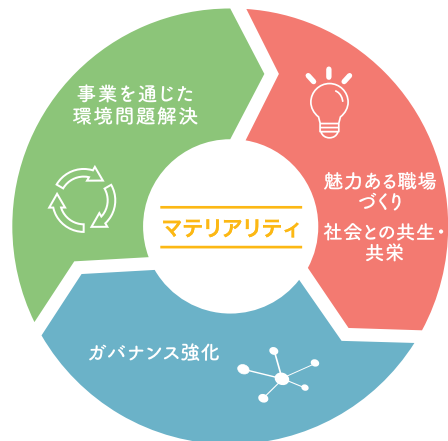 事業を通じた
環境問題解決
魅力ある職場
づくり
社会との共生・
共栄
マテリアリティ
ガバナンス強化